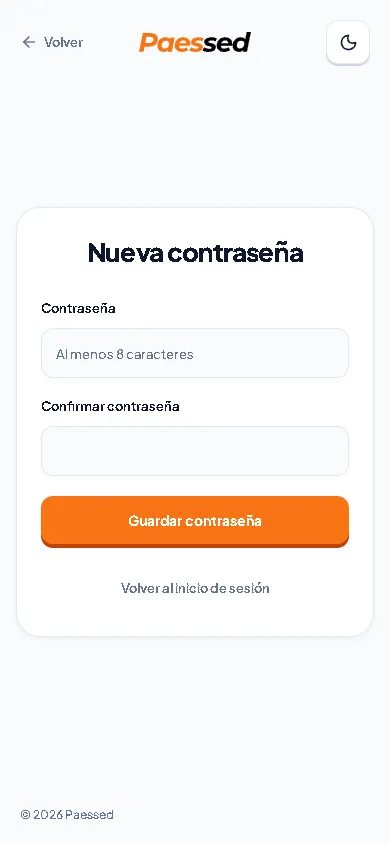 Volver
Paessed
Nueva contraseña
Contraseña
Al menos 8 caracteres
Confirmar contraseña
Guardar contraseña
Volver al inicio de sesión
© 2026 Paessed